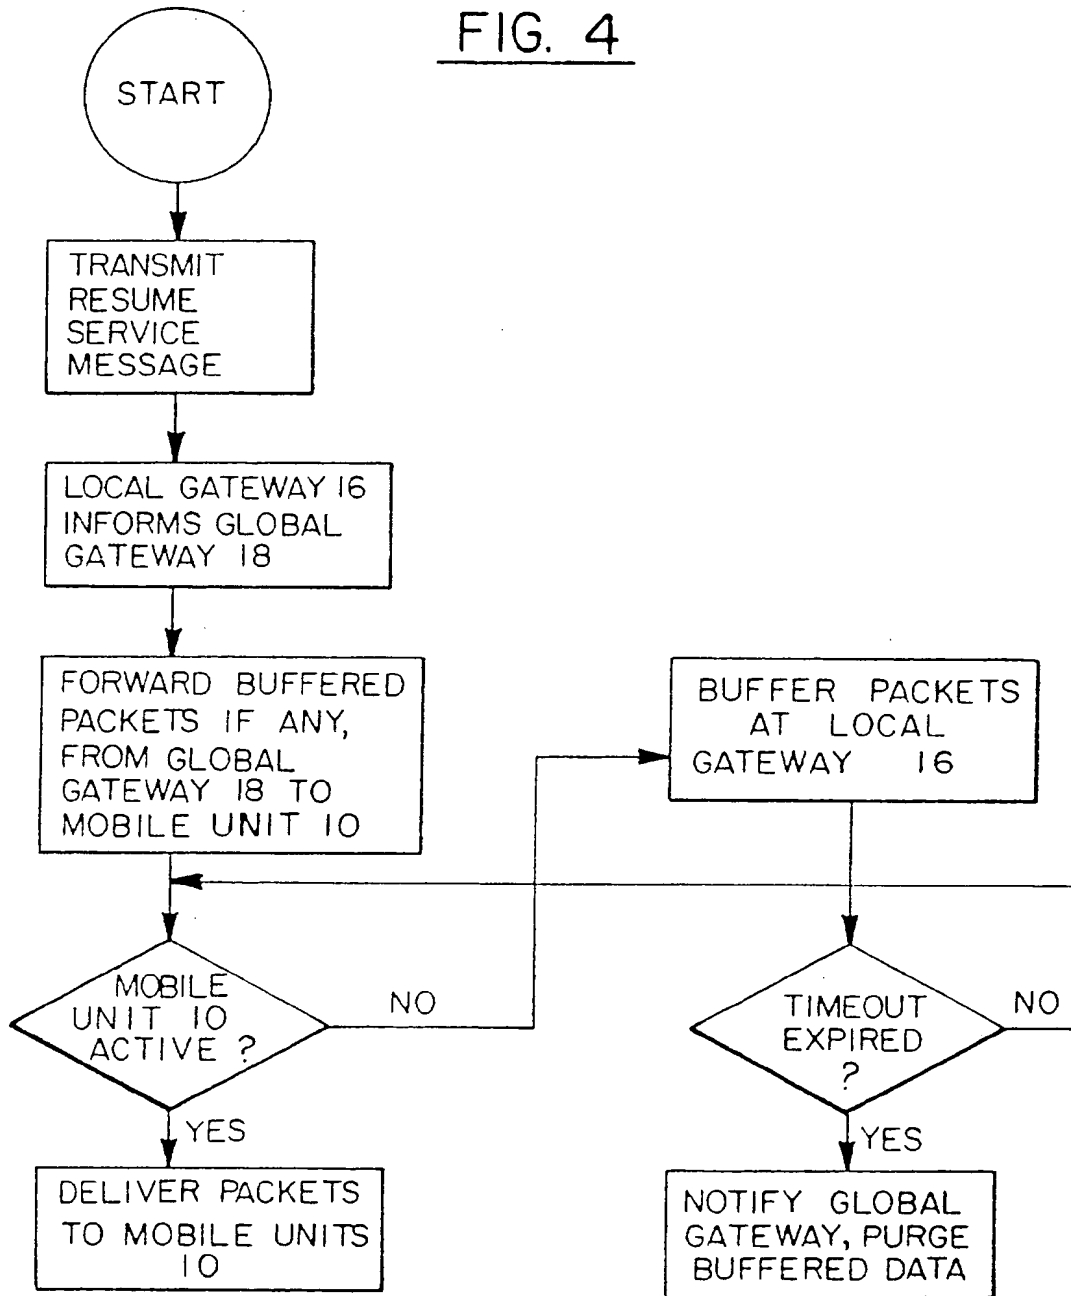 FIG. 4
START
TRANSMIT
RESUME
SERVICE
MESSAGE
LOCAL GATEWAY 16
INFORMS GLOBAL
GATEWAY 18
FORWARD BUFFERED
PACKETS IF ANY,
FROM GLOBAL
GATEWAY 18 TO
MOBILE UNIT 10
BUFFER PACKETS
AT LOCAL
GATEWAY 16
MOBILE
UNIT 10
ACTIVE ?
NO
YES
TIMEOUT
EXPIRED
?
NO
YES
DELIVER PACKETS
TO MOBILE UNITS
10
NOTIFY GLOBAL
GATEWAY, PURGE
BUFFERED DATA